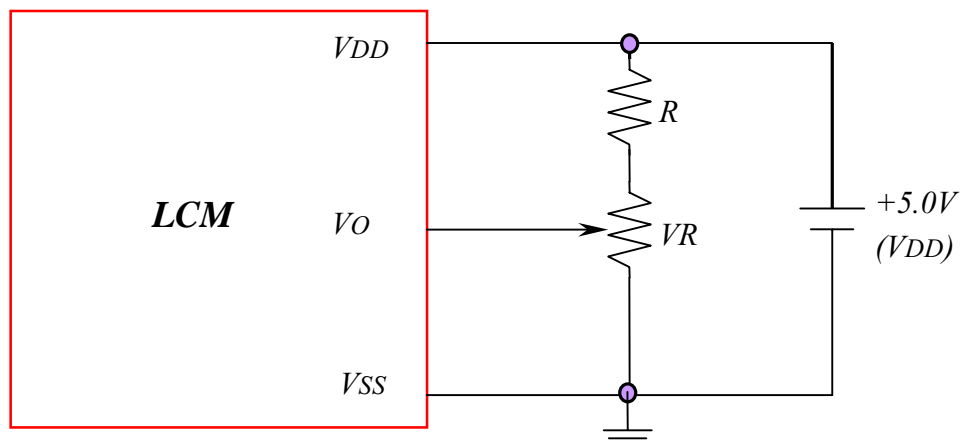 VDD
R
LCM
VO
VR
+5.0V
(VDD)
VSS